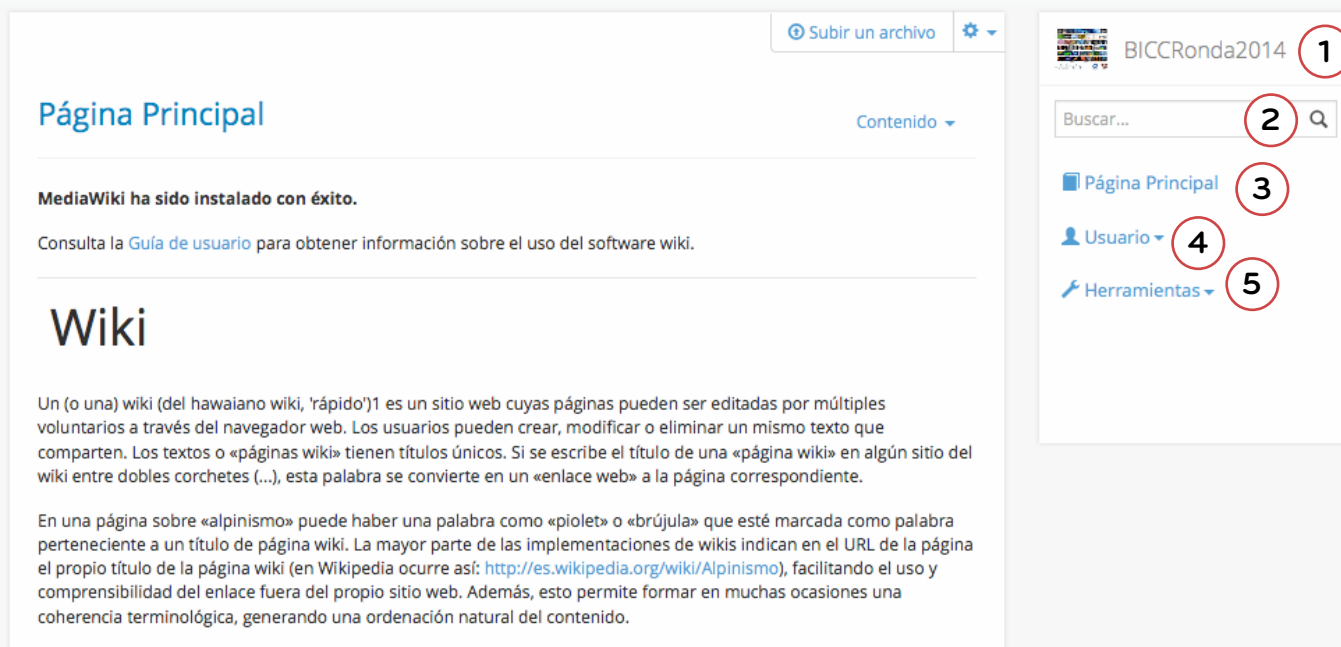 Subir un archivo
Página Principal
Contenido
MediaWiki ha sido instalado con éxito.
Consulta la Guía de usuario para obtener información sobre el uso del software wiki.
Wiki
Un (o una) wiki (del hawaiano wiki, 'rápido')1 es un sitio web cuyas páginas pueden ser editadas por múltiples
voluntarios a través del navegador web. Los usuarios pueden crear, modificar o eliminar un mismo texto que
comparten. Los textos o «páginas wiki» tienen títulos únicos. Si se escribe el título de una «página wiki» en algún sitio del
wiki entre dobles corchetes (...), esta palabra se convierte en un «enlace web» a la página correspondiente.
En una página sobre «alpinismo» puede haber una palabra como «piolet» o «brújula» que esté marcada como palabra
perteneciente a un título de página wiki. La mayor parte de las implementaciones de wikis indican en el URL de la página
el propio título de la página wiki (en Wikipedia ocurre así: http://es.wikipedia.org/wiki/Alpinismo), facilitando el uso y
comprensibilidad del enlace fuera del propio sitio web. Además, esto permite formar en muchas ocasiones una
coherencia terminológica, generando una ordenación natural del contenido.
BICCRonda2014 1
Buscar... 2
Página Principal 3
Usuario 4
Herramientas 5